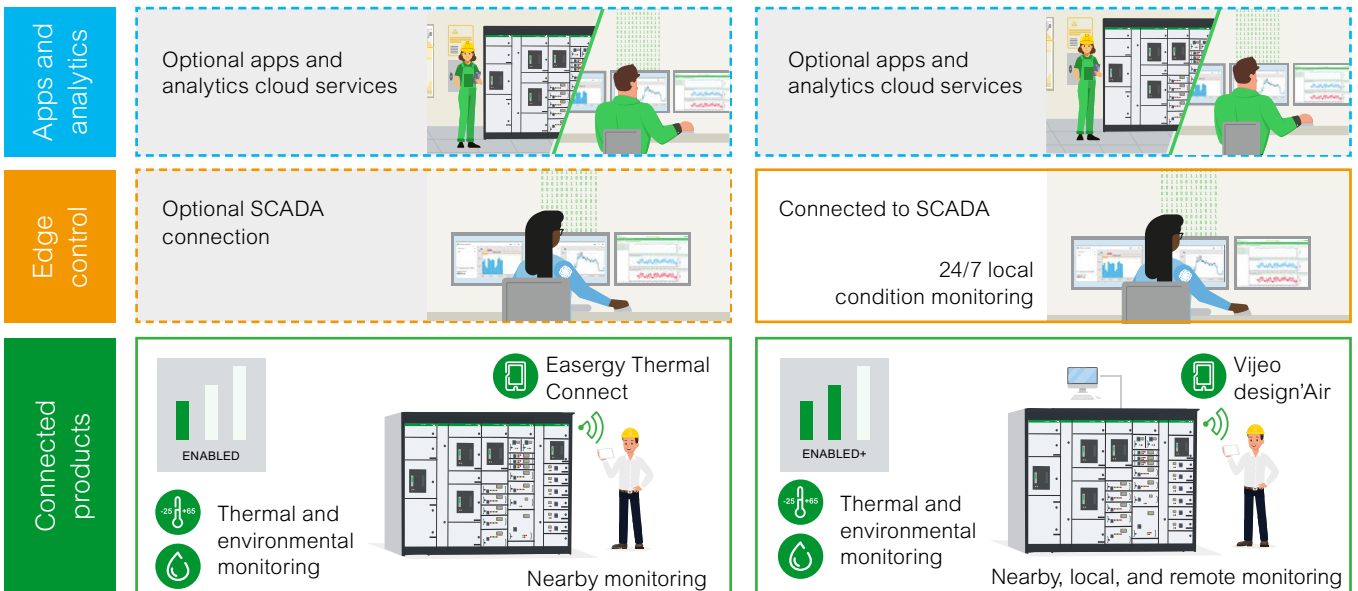 Apps and
analytics
Optional apps and
analytics cloud services
Optional apps and
analytics cloud services
Edge
control
Optional SCADA
connection
Connected to SCADA
24/7 local
condition monitoring
Connected
products
ENABLED
Easergy Thermal
Connect
-25 +65
Thermal and
environmental
monitoring
Nearby monitoring
ENABLED+
Vijeo
design'Air
-25 +65
Thermal and
environmental
monitoring
Nearby, local, and remote monitoring